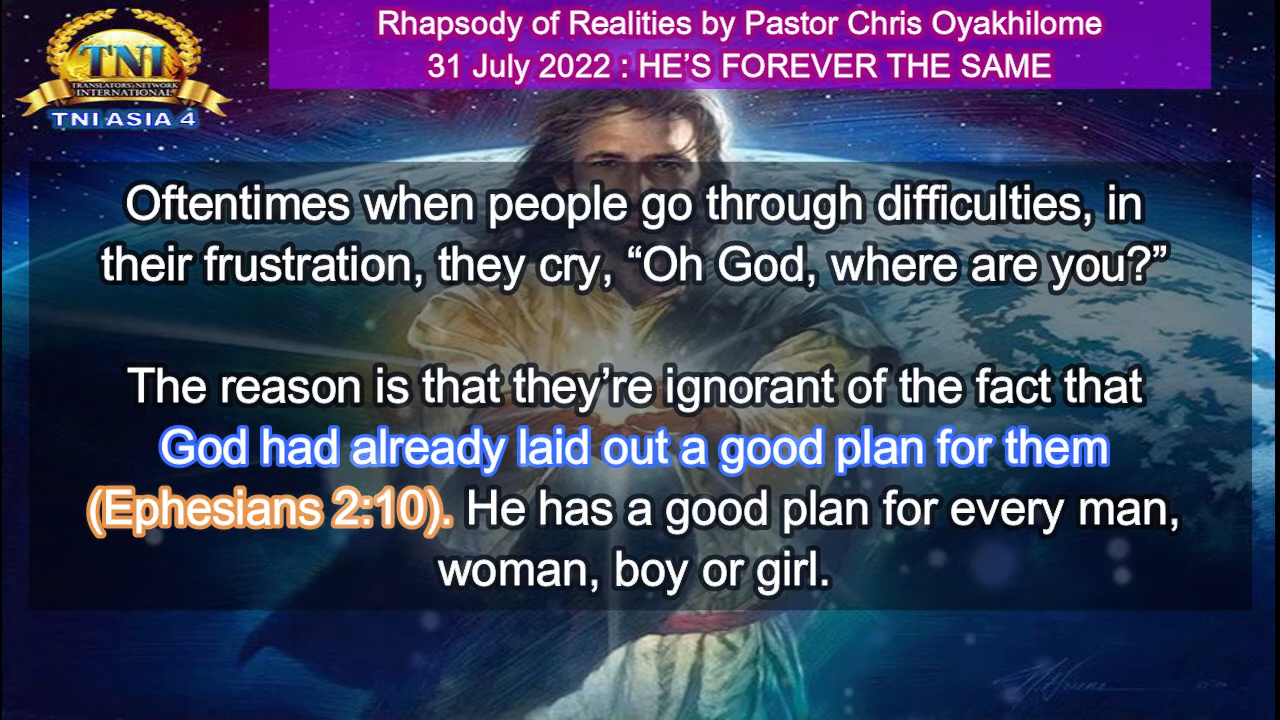 Rhapsody of Realities by Pastor Chris Oyakhilome
31 July 2022 : HE'S FOREVER THE SAME
TNI
TRANSLATORS NETWORK
INTERNATIONAL
TNI ASIA 4
Oftentimes when people go through difficulties, in
their frustration, they cry, “Oh God, where are you?”
The reason is that they’re ignorant of the fact that
God had already laid out a good plan for them
(Ephesians 2:10). He has a good plan for every man,
woman, boy or girl.